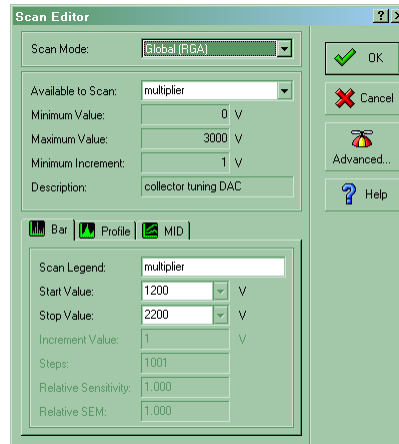 Scan Editor
Scan Mode: Global (RGA)
OK
Cancel
Advanced...
Help
Available to Scan: multiplier
Minimum Value: 0 V
Maximum Value: 3000 V
Minimum Increment: 1 V
Description: collector tuning DAC
Bar Profile MID
Scan Legend: multiplier
Start Value: 1200 V
Stop Value: 2200 V
Increment Value: 1 V
Steps: 1001
Relative Sensitivity: 1.000
Relative SEM: 1.000